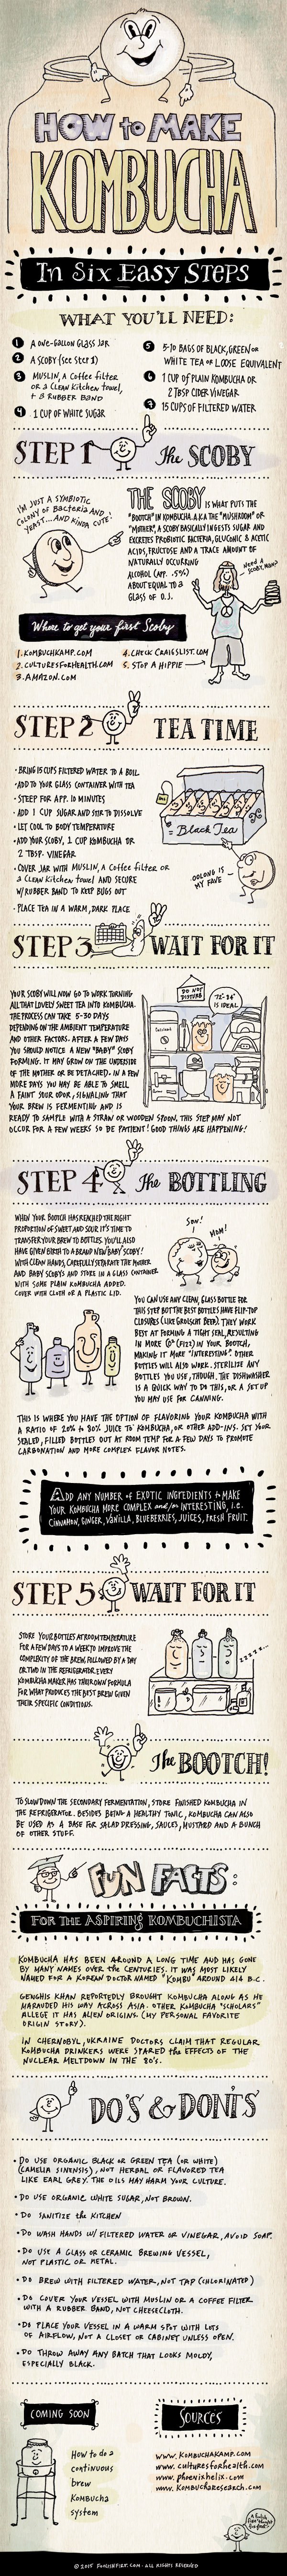 HOW to MAKE
KOMBUCHA
In Six Easy Steps
WHAT YOU'LL NEED:
1 A one-GALLON GLASS JAR
2 A SCOBY (see Step 1)
3 MUSLIN, a Coffee filter
or a Clean Kitchen towel,
+ a RUBBER BAND
4 1 CUP OF WHITE SUGAR
5 5-10 BAGS OF BLACK, GREEN or
WHITE TEA or LOOSE EQUIVALENT
6 1 CUP of PLAIN KOMBUCHA OR
2 TBSP CIDER VINEGAR
7 15 CUPS OF FILTERED WATER
STEP 1 The SCOBY
I'M JUST A SYMBIOTIC
COLONY OF BACTERIA AND
YEAST... AND KINDA CUTE!
THE SCOBY IS WHAT PUTS THE
"BOOTCH" IN KOMBUCHA. A.K.A THE "MUSHROOM" OR
"MOTHER", A SCOBY BASICALLY INGESTS SUGAR AND
EXCRETES PROBIOTIC BACTERIA, GLUCONIC & ACETIC
ACIDS, FRUCTOSE AND A TRACE AMOUNT OF
NATURALLY OCCURING
ALCOHOL (APP. .5%)
ABOUT EQUAL TO A
GLASS OF O.J.
NEED A
SCOBY, MAN?
Where to get your first Scoby
1. KOMBUCHAKAMP.COM
2. CULTURESFORHEALTH.COM
3. AMAZON.COM
4. CHECK CRAIGSLIST.COM
5. STOP A HIPPIE
STEP 2 TEA TIME
• BRING 15 CUPS FILTERED WATER TO A BOIL
• ADD TO YOUR GLASS CONTAINER WITH TEA
• STEEP FOR APP. 10 MINUTES
• ADD 1 CUP SUGAR AND STIR TO DISSOLVE
• LET COOL TO BODY TEMPERATURE
• ADD YOUR SCOBY, 1 CUP KOMBUCHA OR
2 TBSP. VINEGAR
• COVER JAR WITH MUSLIN, a Coffee filter OR
a Clean Kitchen towel AND SECURE
W/RUBBER BAND TO KEEP BUGS OUT
• PLACE TEA IN A WARM, DARK PLACE
Black Tea
OOLONG IS
MY FAVE
STEP 3 WAIT FOR IT
YOUR SCOBY WILL NOW GO TO WORK TURNING
ALL THAT LOVELY SWEET TEA INTO KOMBUCHA.
THE PROCESS CAN TAKE 5-30 DAYS
DEPENDING ON THE AMBIENT TEMPERATURE
AND OTHER FACTORS. AFTER A FEW DAYS
YOU SHOULD NOTICE A NEW "BABY" SCOBY
FORMING. IT MAY GROW ON THE UNDERSIDE
OF THE MOTHER OR BE DETACHED. IN A FEW
MORE DAYS YOU MAY BE ABLE TO SMELL
A FAINT SOUR ODOR, SIGNALING THAT
YOUR BREW IS FERMENTING AND IS
READY TO SAMPLE WITH A STRAW OR WOODEN SPOON, THIS STEP MAY NOT
OCCUR FOR A FEW WEEKS SO BE PATIENT! GOOD THINGS ARE HAPPENING!
DO NOT
DISTURB
72°-84°
IS IDEAL
STEP 4 The BOTTLING
WHEN YOUR BOOTCH HAS REACHED THE RIGHT
PROPORTION OF SWEET AND SOUR IT'S TIME TO
TRANSFER YOUR BREW TO BOTTLES. YOU'LL ALSO
HAVE GIVEN BIRTH TO A BRAND NEW BABY SCOBY!
WITH CLEAN HANDS, CAREFULLY SEPARATE THE MOTHER
AND BABY SCOBYS AND STORE IN A GLASS CONTAINER
WITH SOME PLAIN KOMBUCHA ADDED.
COVER WITH CLOTH OR A PLASTIC LID.
SON!
MOM!
YOU CAN USE ANY CLEAN, GLASS BOTTLE FOR
THIS STEP BUT THE BEST BOTTLES HAVE FLIP-TOP
CLOSURES (LIKE GROLSCH BEER). THEY WORK
BEST AT FORMING A TIGHT SEAL, RESULTING
IN MORE CO² (FIZZ) IN YOUR BOOTCH,
MAKING IT MORE "INTERESTING". OTHER
BOTTLES WILL ALSO WORK. STERILIZE ANY
BOTTLES YOU USE, THOUGH. THE DISHWASHER
IS A QUICK WAY TO DO THIS, OR A SET UP
YOU MAY USE FOR CANNING.
THIS IS WHERE YOU HAVE THE OPTION OF FLAVORING YOUR KOMBUCHA WITH
A RATIO OF 20% TO 80% JUICE TO KOMBUCHA, OR OTHER ADD-INS. SET YOUR
SEALED, FILLED BOTTLES OUT AT ROOM TEMP FOR A FEW DAYS TO PROMOTE
CARBONATION AND MORE COMPLEX FLAVOR NOTES.
ADD ANY NUMBER of EXOTIC INGREDIENTS to MAKE
YOUR KOMBUCHA MORE COMPLEX and/or INTERESTING, i.e.
CINNAMON, GINGER, VANILLA, BLUEBERRIES, JUICES, FRESH FRUIT.
STEP 5 WAIT FOR IT
STORE YOUR BOTTLES AT ROOM TEMPERATURE
FOR A FEW DAYS TO A WEEK TO IMPROVE THE
COMPLEXITY OF THE BREW, FOLLOWED BY A DAY
OR TWO IN THE REFRIGERATOR. EVERY
KOMBUCHA MAKER HAS THEIR OWN FORMULA
FOR WHAT PRODUCES THE BEST BREW GIVEN
THEIR SPECIFIC CONDITIONS.
ZZZZ...
The BOOTCH!
TO SLOW DOWN THE SECONDARY FERMENTATION, STORE FINISHED KOMBUCHA IN
THE REFRIGERATOR. BESIDES BEING A HEALTHY TONIC, KOMBUCHA CAN ALSO
BE USED AS A BASE FOR SALAD DRESSING, SAUCES, MUSTARD AND A BUNCH
OF OTHER STUFF.
FUN FACTS:
FOR THE ASPIRING KOMBUCHISTA
KOMBUCHA HAS BEEN AROUND A LONG TIME AND HAS GONE
BY MANY NAMES OVER the CENTURIES. IT WAS MOST LIKELY
NAMED FOR A KOREAN DOCTOR NAMED "KOMBU" AROUND 414 B.C.
GENGHIS KHAN REPORTEDLY BROUGHT KOMBUCHA ALONG AS HE
MARAUDED HIS WAY ACROSS ASIA. OTHER KOMBUCHA "SCHOLARS"
ALLEGE IT HAS ALIEN ORIGINS. (MY PERSONAL FAVORITE
ORIGIN STORY).
IN CHERNOBYL, UKRAINE DOCTORS CLAIM THAT REGULAR
KOMBUCHA DRINKERS WERE SPARED the EFFECTS OF THE
NUCLEAR MELTDOWN IN THE 80'S.
DO'S & DON'TS
• DO USE ORGANIC BLACK or GREEN TEA (OR WHITE)
(CAMELIA SINENSIS), NOT HERBAL OR FLAVORED TEA
LIKE EARL GREY. THE OILS MAY HARM YOUR CULTURE.
• DO USE ORGANIC WHITE SUGAR, NOT BROWN.
• DO SANITIZE the KITCHEN
• DO WASH HANDS W/ FILTERED WATER OR VINEGAR, AVOID SOAP.
• DO USE A GLASS OR CERAMIC BREWING VESSEL,
NOT PLASTIC OR METAL.
• DO BREW WITH FILTERED WATER, NOT TAP (CHLORINATED)
• DO COVER YOUR VESSEL WITH MUSLIN OR A COFFEE FILTER
WITH A RUBBER BAND, NOT CHEESECLOTH.
• DO PLACE YOUR VESSEL IN A WARM SPOT WITH LOTS
OF AIRFLOW, NOT A CLOSET OR CABINET UNLESS OPEN.
• DO THROW AWAY ANY BATCH THAT LOOKS MOLDY,
ESPECIALLY BLACK.
COMING SOON
How to do a
continuous
brew
Kombucha
system
SOURCES
www.KOMBUCHAKAMP.com
www.culturesforhealth.com
www.phoenixhelix.com
www.Kombucharesearch.com
© 2015 FOOLISHFIRE.COM. ALL RIGHTS RESERVED